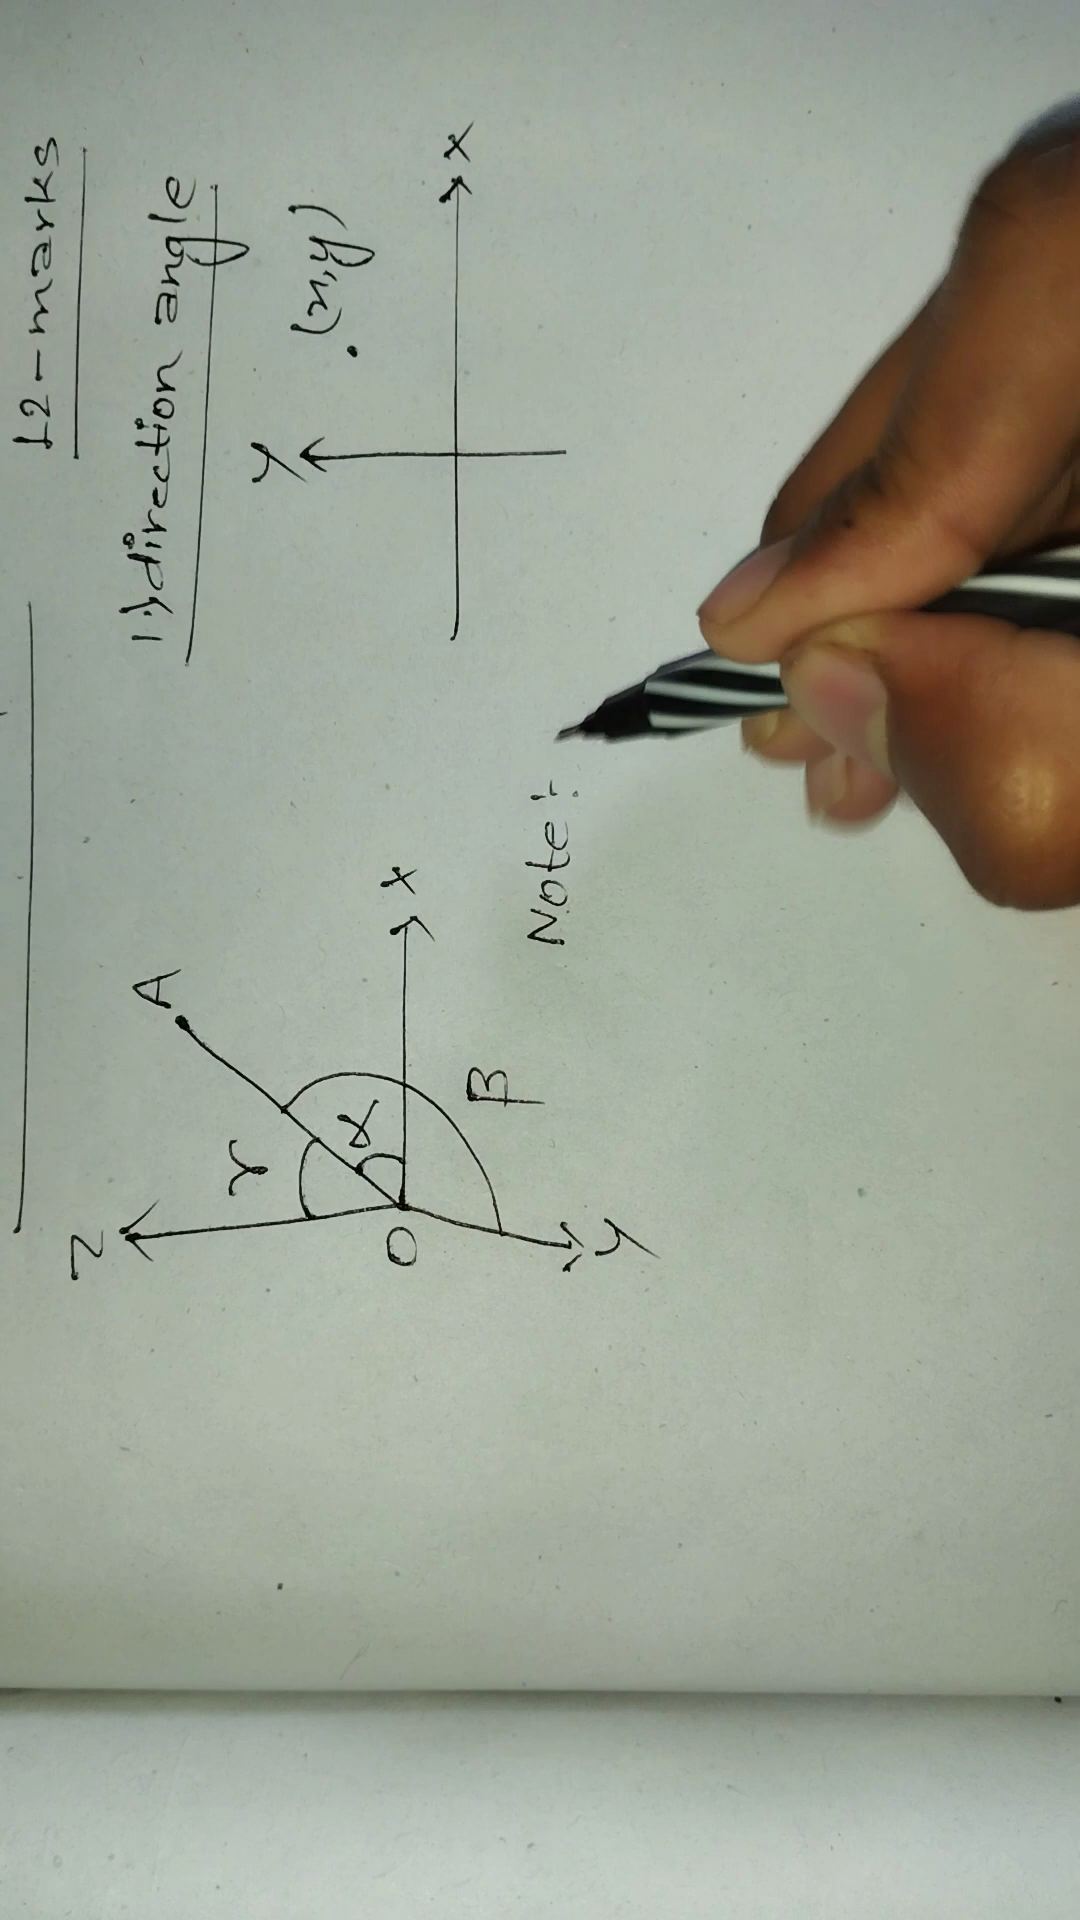 12-marks
1.) direction angle
Y
.(x,y)
X
Z
A
γ
α
X
O
β
Y
Note:-